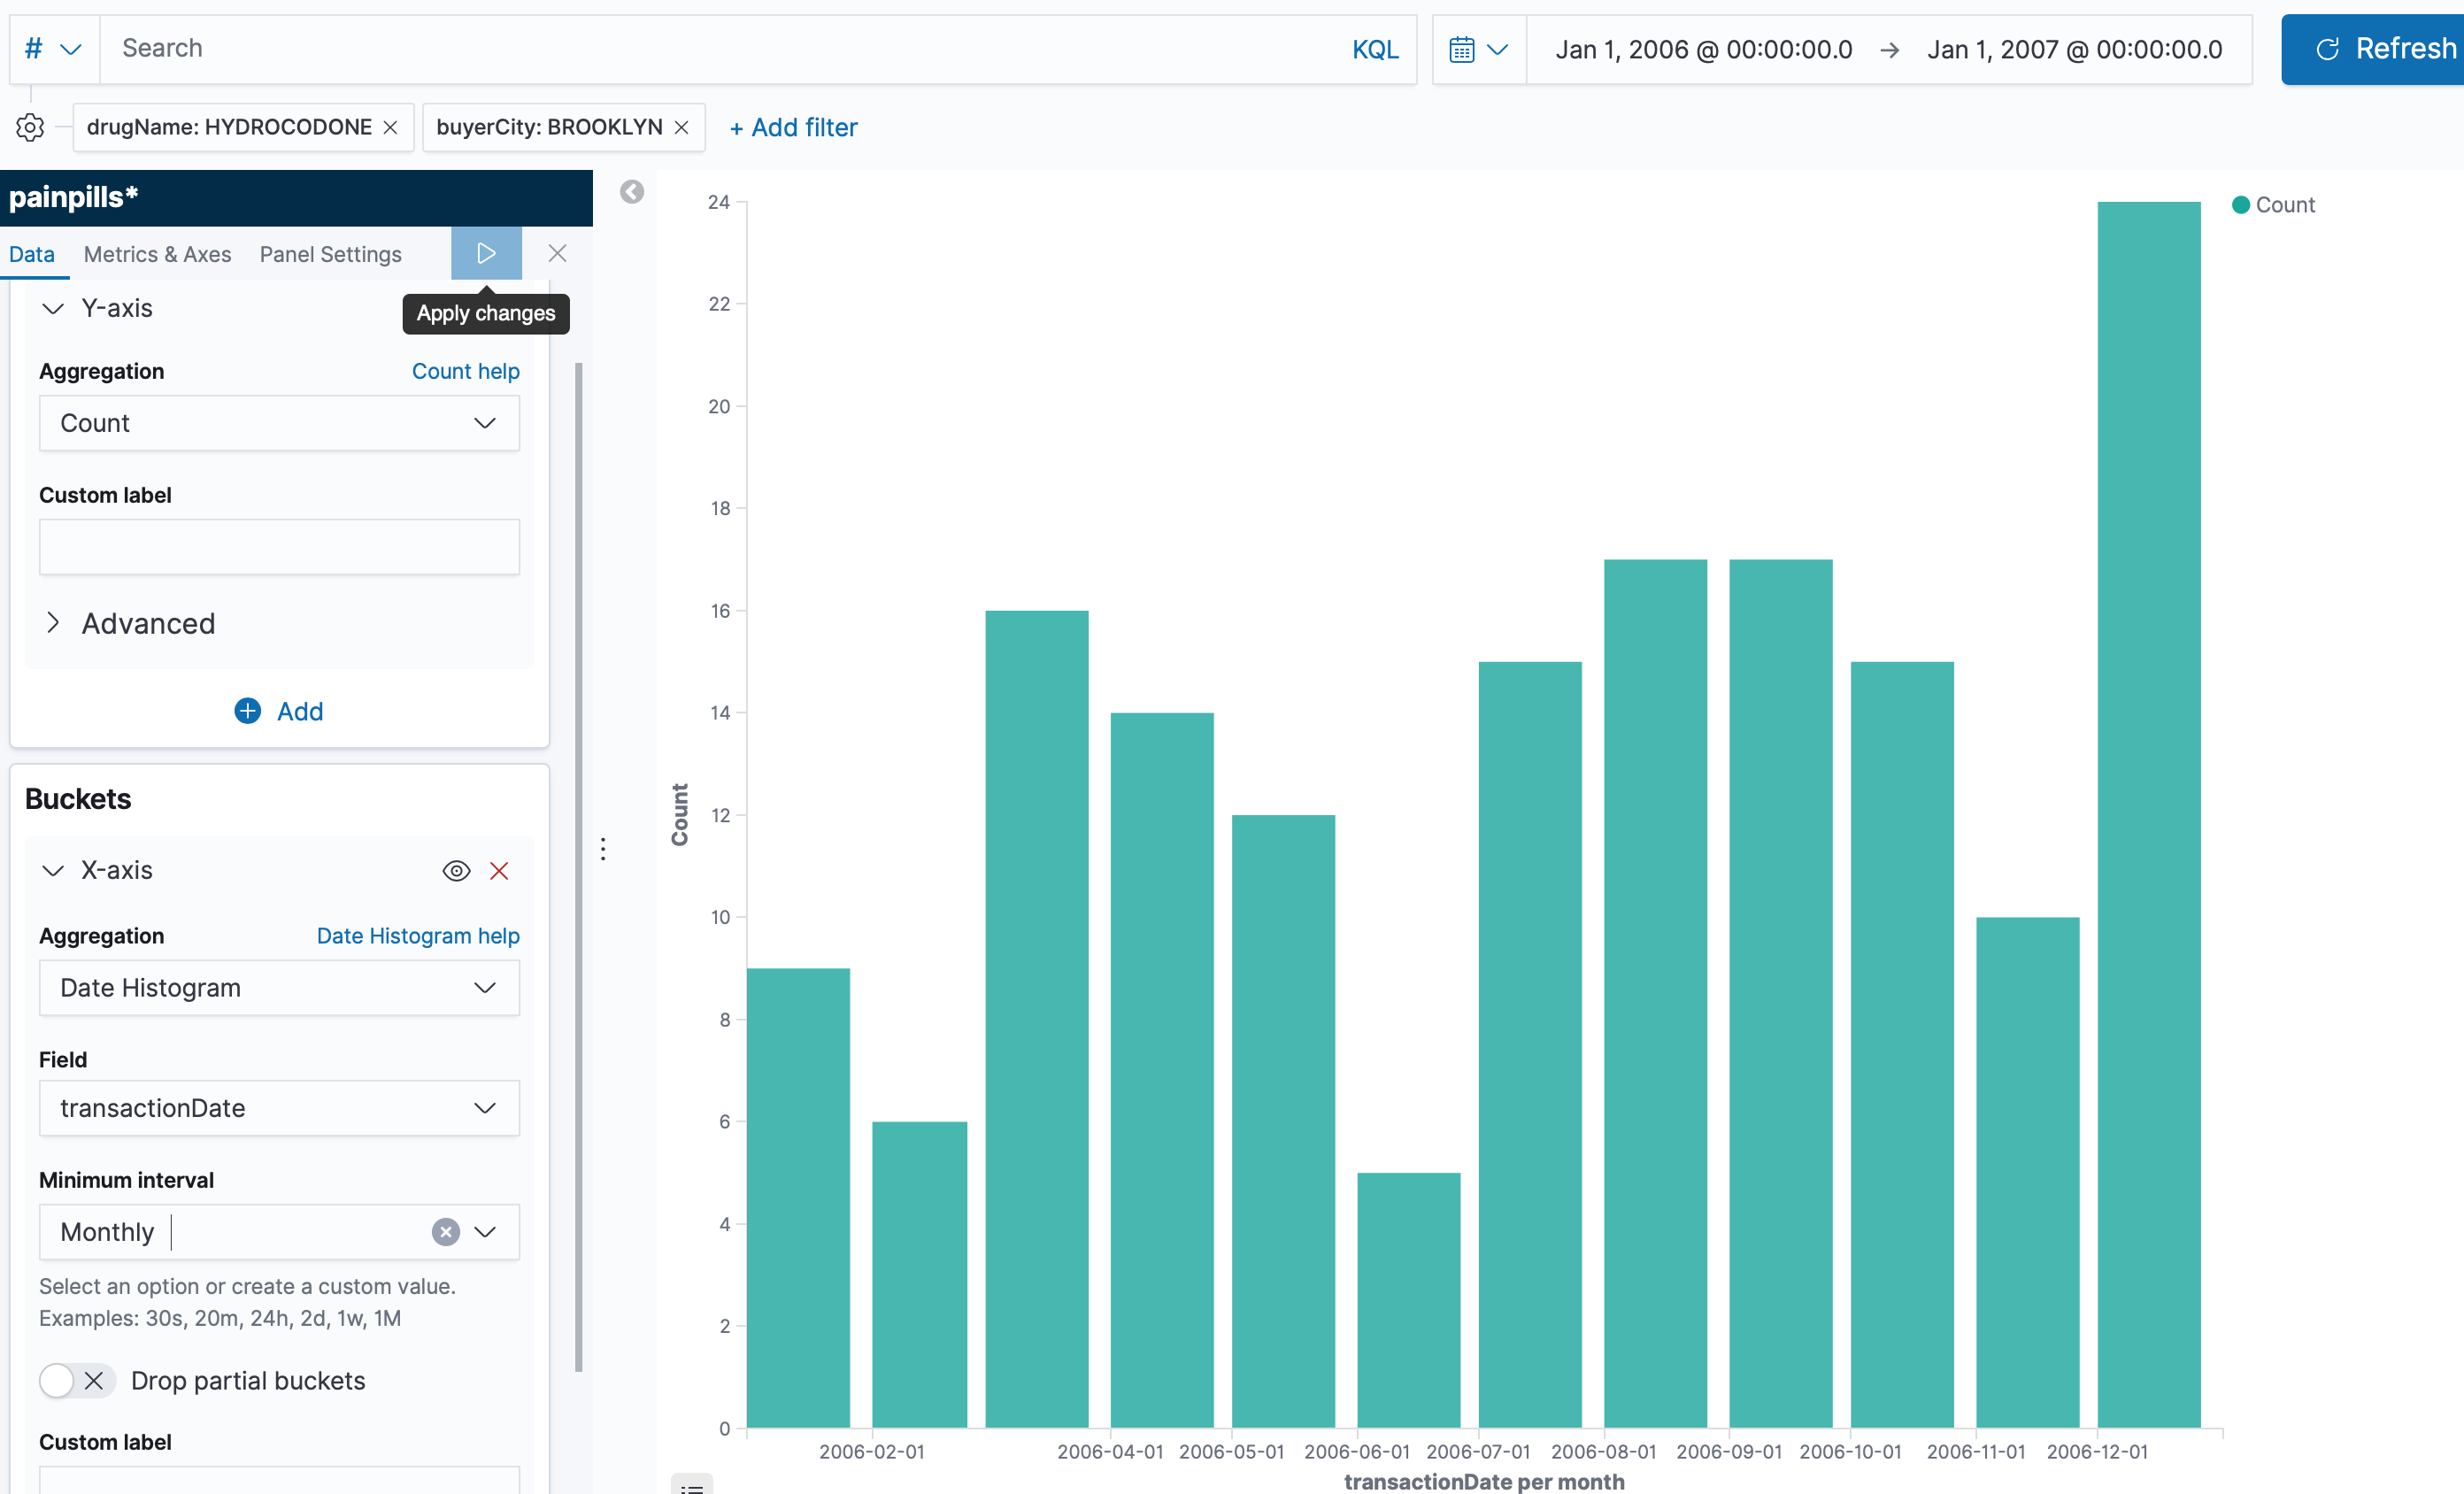 #
Search
KQL
Jan 1, 2006 @ 00:00:00.0 → Jan 1, 2007 @ 00:00:00.0
Refresh
drugName: HYDROCODONE
buyerCity: BROOKLYN
+ Add filter
painpills*
Data
Metrics & Axes
Panel Settings
Apply changes
Y-axis
Aggregation
Count help
Count
Custom label
Advanced
Add
Buckets
X-axis
Aggregation
Date Histogram help
Date Histogram
Field
transactionDate
Minimum interval
Monthly
Select an option or create a custom value.
Examples: 30s, 20m, 24h, 2d, 1w, 1M
Drop partial buckets
Custom label
24
22
20
18
16
14
12
10
8
6
4
2
0
Count
2006-02-01
2006-04-01
2006-05-01
2006-06-01
2006-07-01
2006-08-01
2006-09-01
2006-10-01
2006-11-01
2006-12-01
transactionDate per month
Count